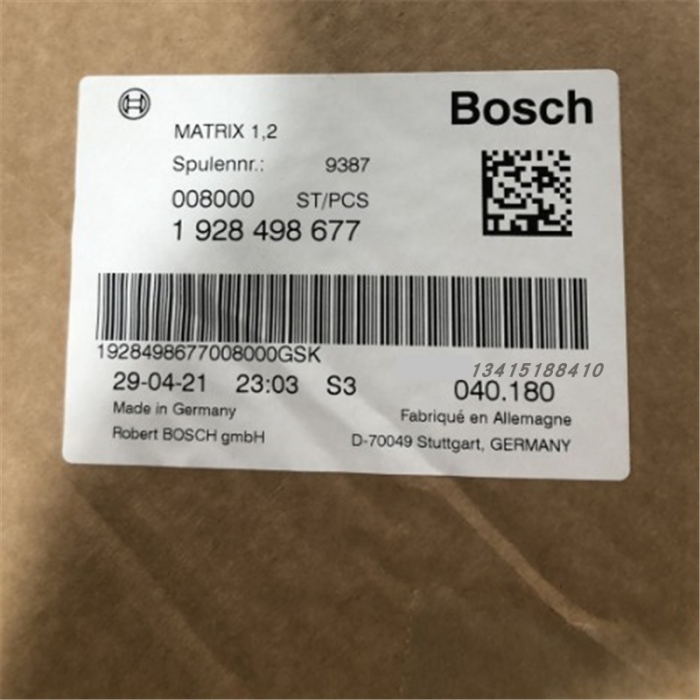 Bosch
MATRIX 1,2
Spulennr.: 9387
008000 ST/PCS
1 928 498 677
1928498677008000GSK
13415188410
29-04-21 23:03 S3 040.180
Made in Germany Fabriqué en Allemagne
Robert BOSCH gmbH D-70049 Stuttgart, GERMANY